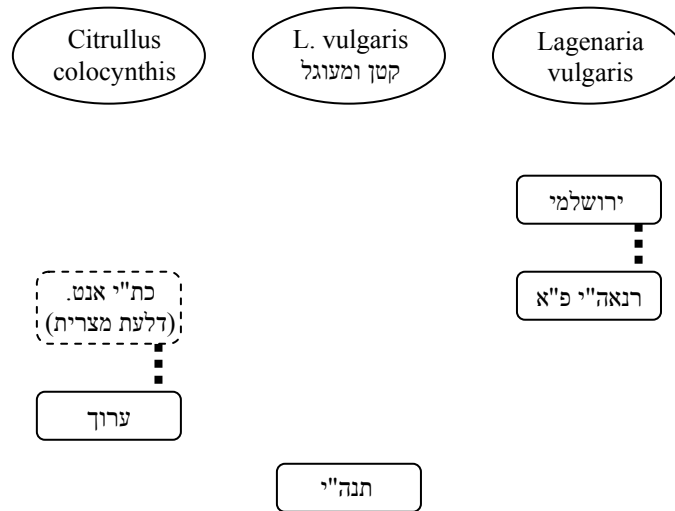 Citrullus
colocynthis
L. vulgaris
קטן ומעוגל
Lagenaria
vulgaris
ירושלמי
כת"י אנט.
(דלעת מצרית)
רנאה"י פ"א
ערוך
תנה"י